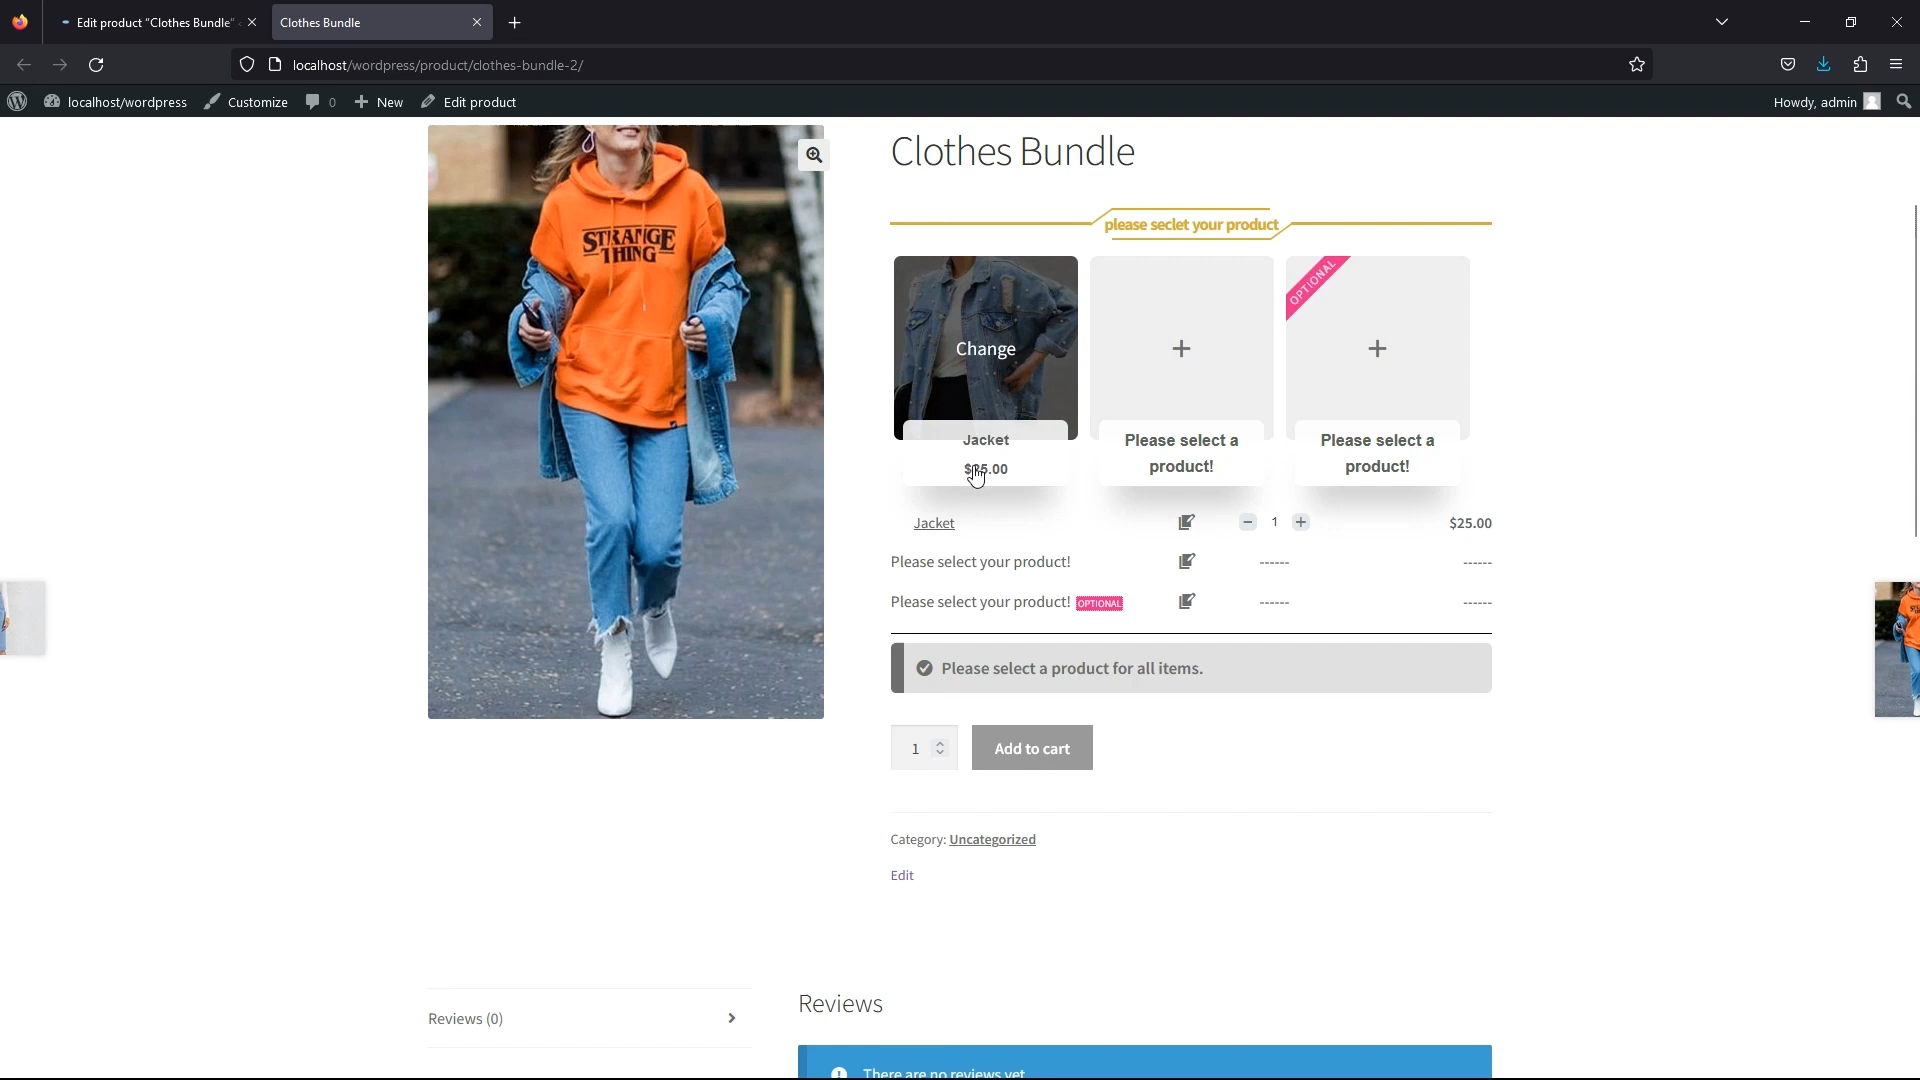 Edit product “Clothes Bundle”
Clothes Bundle
localhost/wordpress/product/clothes-bundle-2/
localhost/wordpress
Customize
0
New
Edit product
Howdy, admin
STRANGE
THING
Clothes Bundle
please seclet your product
Change
OPTIONAL
Jacket
$25.00
Please select a
product!
Please select a
product!
Jacket
1
$25.00
Please select your product!
------
------
Please select your product! OPTIONAL
------
------
Please select a product for all items.
1
Add to cart
Category: Uncategorized
Edit
Reviews (0)
Reviews
There are no reviews yet